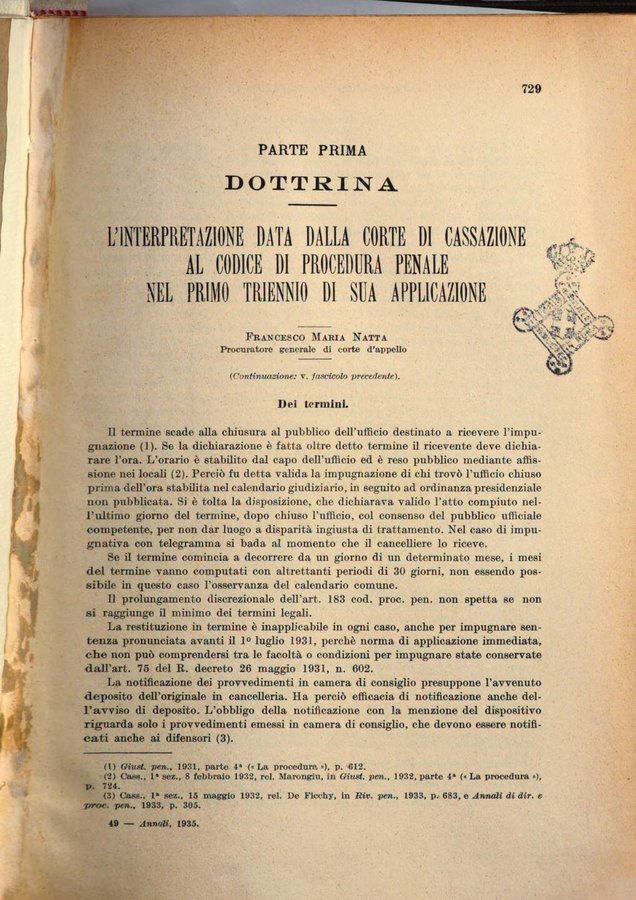 729
PARTE PRIMA
DOTTRINA
L'INTERPRETAZIONE DATA DALLA CORTE DI CASSAZIONE
AL CODICE DI PROCEDURA PENALE
NEL PRIMO TRIENNIO DI SUA APPLICAZIONE
FRANCESCO MARIA NATTA
Procuratore generale di corte d'appello
(Continuazione: v. fascicolo precedente).
Dei termini.
Il termine scade alla chiusura al pubblico dell'ufficio destinato a ricevere l'impu-
gnazione (1). Se la dichiarazione è fatta oltre detto termine il ricevente deve dichia-
rare l'ora. L'orario è stabilito dal capo dell'ufficio ed è reso pubblico mediante affis-
sione nei locali (2). Perciò fu detta valida la impugnazione di chi trovò l'ufficio chiuso
prima dell'ora stabilita nel calendario giudiziario, in seguito ad ordinanza presidenziale
non pubblicata. Si è tolta la disposizione, che dichiarava valido l'atto compiuto nel-
l'ultimo giorno del termine, dopo chiuso l'ufficio, col consenso del pubblico ufficiale
competente, per non dar luogo a disparità ingiusta di trattamento. Nel caso di impu-
gnativa con telegramma si bada al momento che il cancelliere lo riceve.
Se il termine comincia a decorrere da un giorno di un determinato mese, i mesi
del termine vanno computati con altrettanti periodi di 30 giorni, non essendo pos-
sibile in questo caso l'osservanza del calendario comune.
Il prolungamento discrezionale dell'art. 183 cod. proc. pen. non spetta se non
si raggiunge il minimo dei termini legali.
La restituzione in termine è inapplicabile in ogni caso, anche per impugnare sen-
tenza pronunciata avanti il 1º luglio 1931, perchè norma di applicazione immediata,
che non può comprendersi tra le facoltà o condizioni per impugnare state conservate
dall'art. 75 del R. decreto 26 maggio 1931, n. 602.
La notificazione dei provvedimenti in camera di consiglio presuppone l'avvenuto
deposito dell'originale in cancelleria. Ha perciò efficacia di notificazione anche del-
l'avviso di deposito. L'obbligo della notificazione con la menzione del dispositivo
riguarda solo i provvedimenti emessi in camera di consiglio, che devono essere notifi-
cati anche ai difensori (3).
(1) Giust. pen., 1931, parte 4ª (« La procedura »), p. 612.
(2) Cass., 1ª sez., 8 febbraio 1932, rel. Marongiu, in Giust. pen., 1932, parte 4ª (« La procedura »),
p. 724.
(3) Cass., 1ª sez., 15 maggio 1932, rel. De Ficchy, in Riv. pen., 1933, p. 683, e Annali di dir. e
proc. pen., 1933, p. 305.
49 — Annali, 1935.